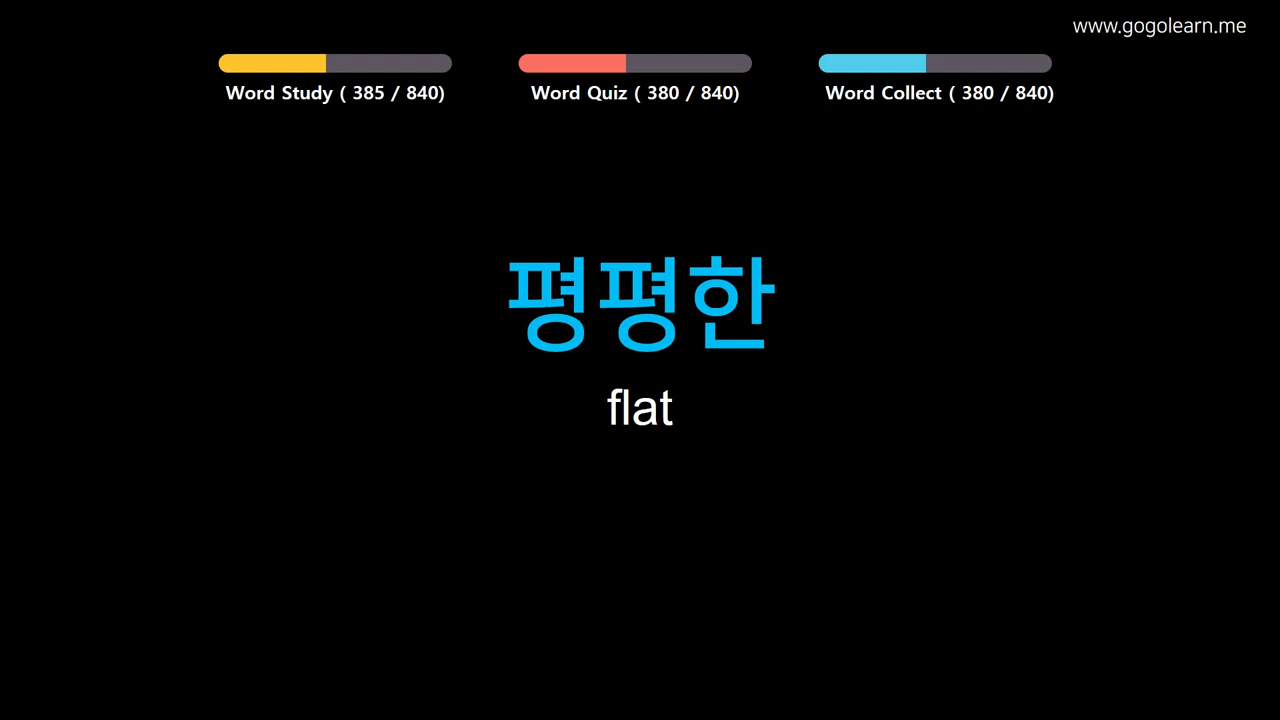 www.gogolearn.me
Word Study ( 385 / 840)
Word Quiz ( 380 / 840)
Word Collect ( 380 / 840)
평평한
flat